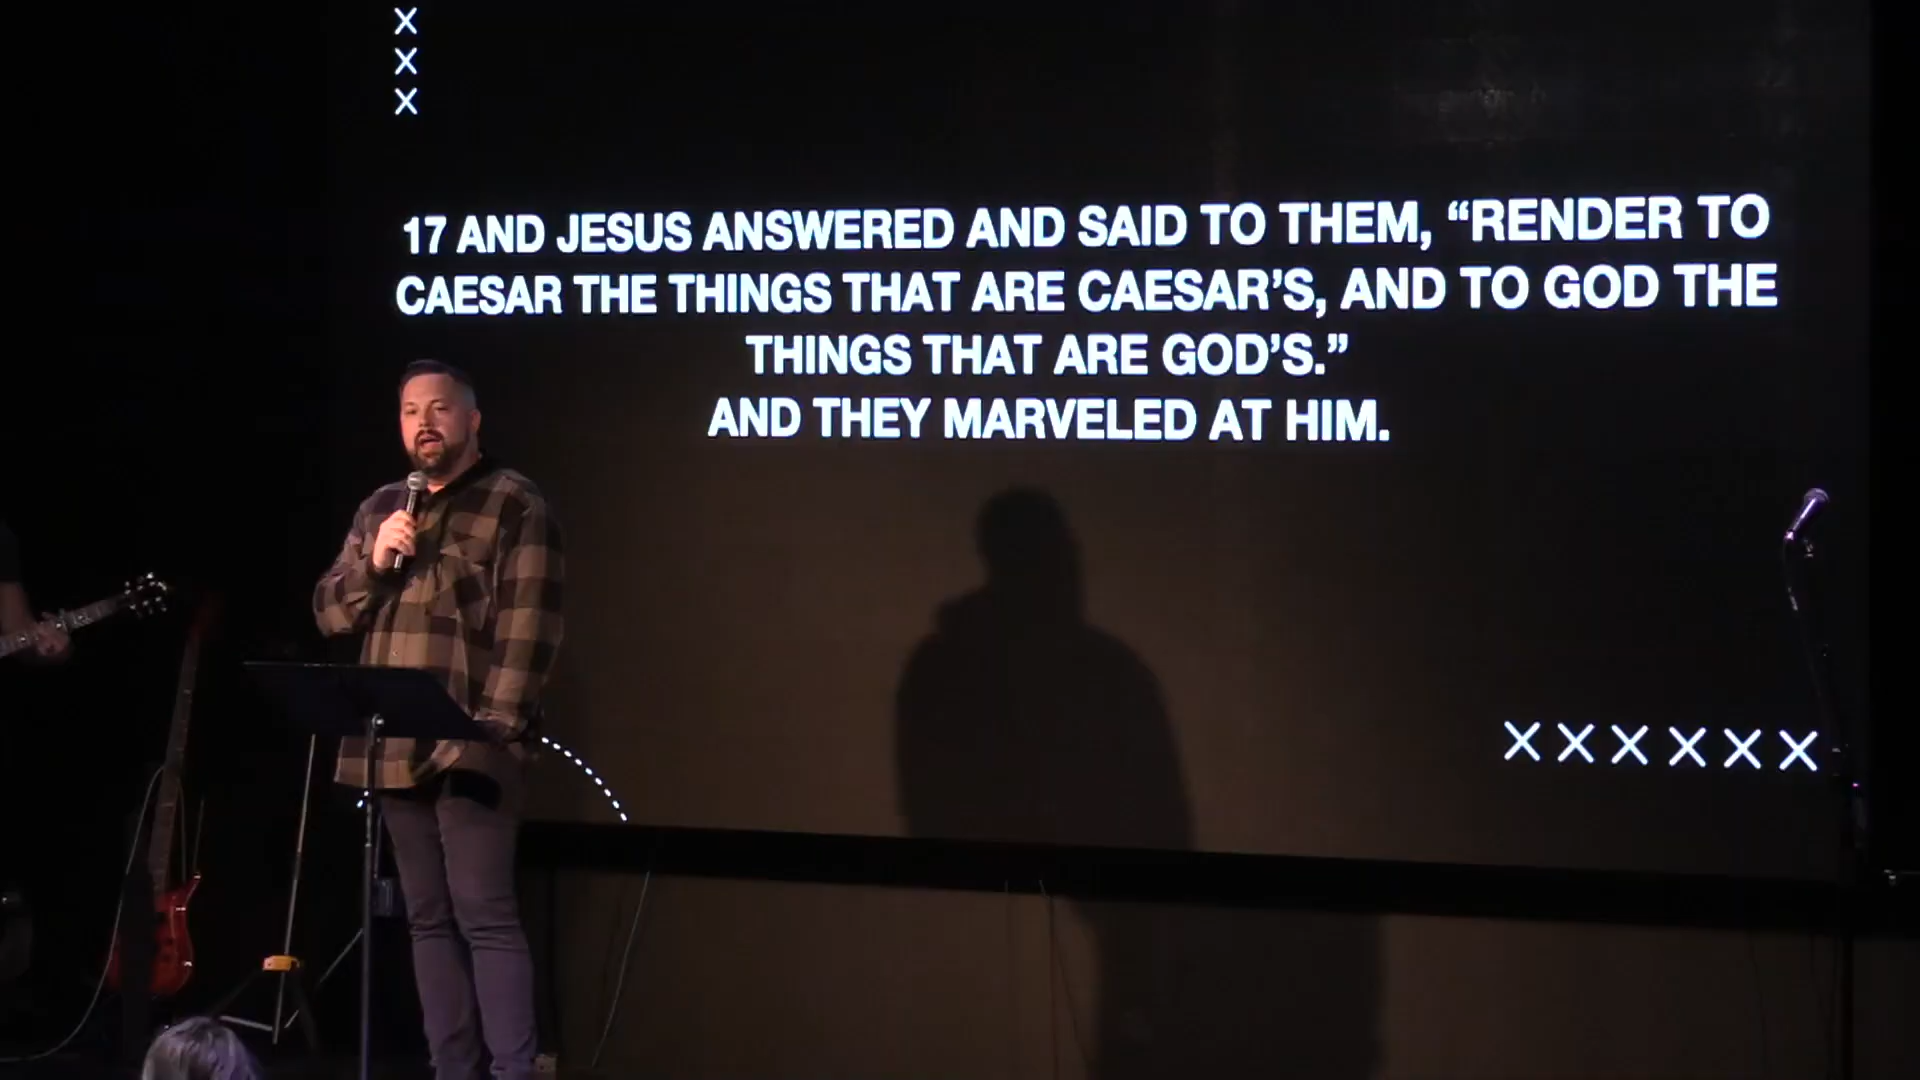 X
X
X
17 AND JESUS ANSWERED AND SAID TO THEM, “RENDER TO
CAESAR THE THINGS THAT ARE CAESAR’S, AND TO GOD THE
THINGS THAT ARE GOD’S.”
AND THEY MARVELED AT HIM.
XXXXXX